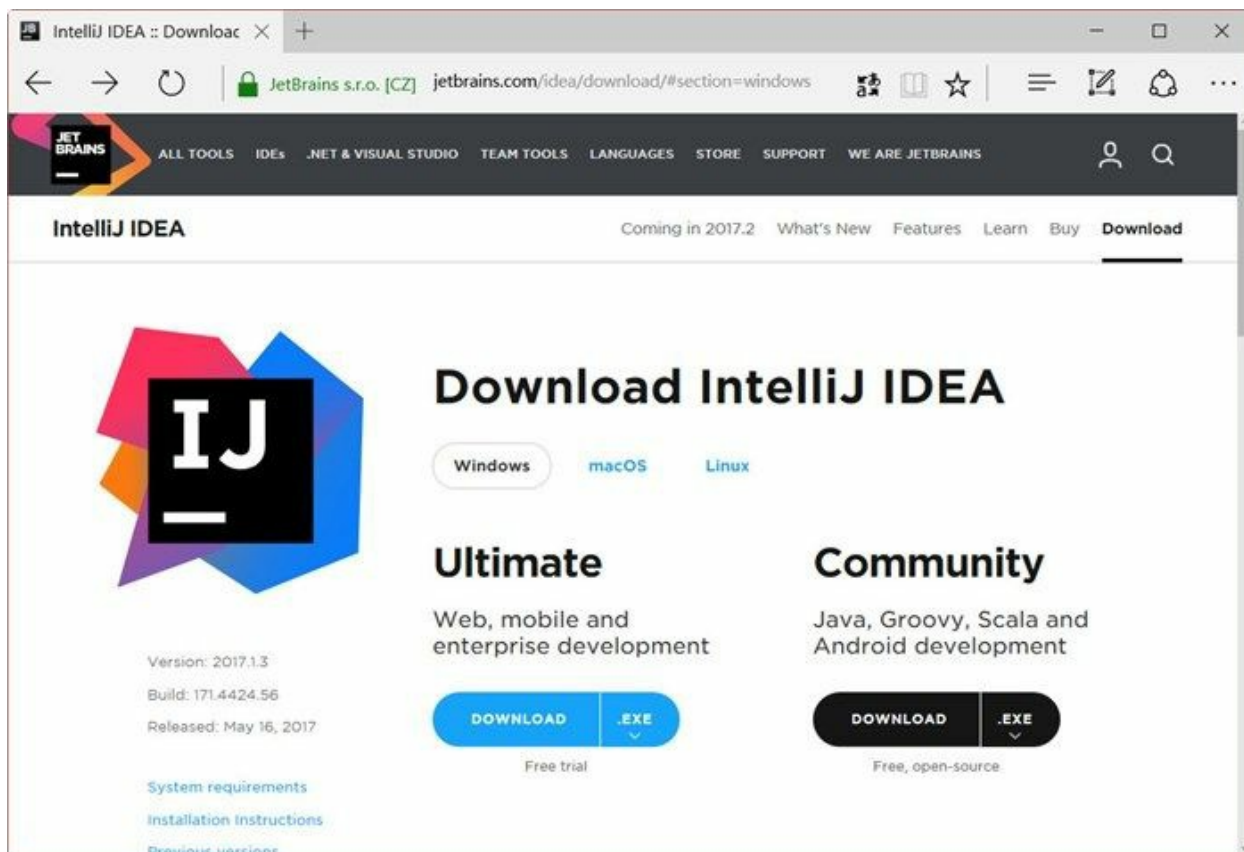 IntelliJ IDEA :: Downloac
JetBrains s.r.o. [CZ] jetbrains.com/idea/download/#section=windows
JET
BRAINS
ALL TOOLS IDEs .NET & VISUAL STUDIO TEAM TOOLS LANGUAGES STORE SUPPORT WE ARE JETBRAINS
IntelliJ IDEA Coming in 2017.2 What's New Features Learn Buy Download
IJ
Download IntelliJ IDEA
Windows macOS Linux
Ultimate
Web, mobile and
enterprise development
DOWNLOAD .EXE
Free trial
Community
Java, Groovy, Scala and
Android development
DOWNLOAD .EXE
Free, open-source
Version: 2017.1.3
Build: 171.4424.56
Released: May 16, 2017
System requirements
Installation Instructions
Previous versions